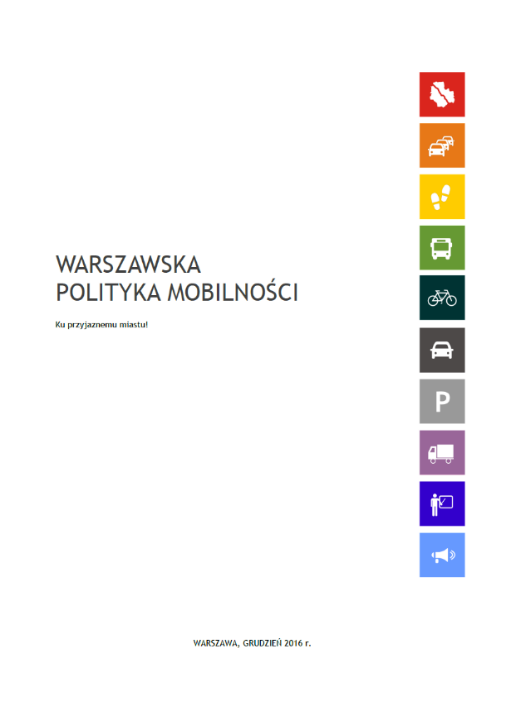 WARSZAWSKA
POLITYKA MOBILNOŚCI
Ku przyjaznemu miastu!
P
WARSZAWA, GRUDZIEŃ 2016 r.